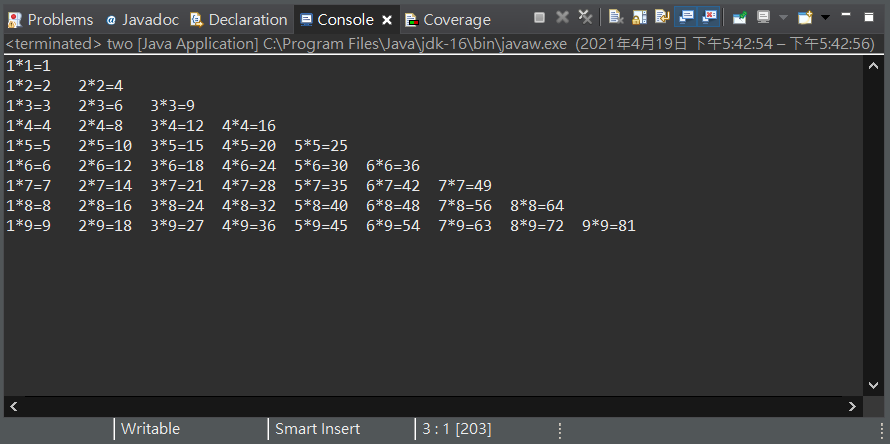 Problems Javadoc Declaration Console Coverage
<terminated> two [Java Application] C:\Program Files\Java\jdk-16\bin\javaw.exe (2021年4月19日 下午5:42:54 – 下午5:42:56)
1*1=1
1*2=2 2*2=4
1*3=3 2*3=6 3*3=9
1*4=4 2*4=8 3*4=12 4*4=16
1*5=5 2*5=10 3*5=15 4*5=20 5*5=25
1*6=6 2*6=12 3*6=18 4*6=24 5*6=30 6*6=36
1*7=7 2*7=14 3*7=21 4*7=28 5*7=35 6*7=42 7*7=49
1*8=8 2*8=16 3*8=24 4*8=32 5*8=40 6*8=48 7*8=56 8*8=64
1*9=9 2*9=18 3*9=27 4*9=36 5*9=45 6*9=54 7*9=63 8*9=72 9*9=81
Writable Smart Insert 3 : 1 [203]